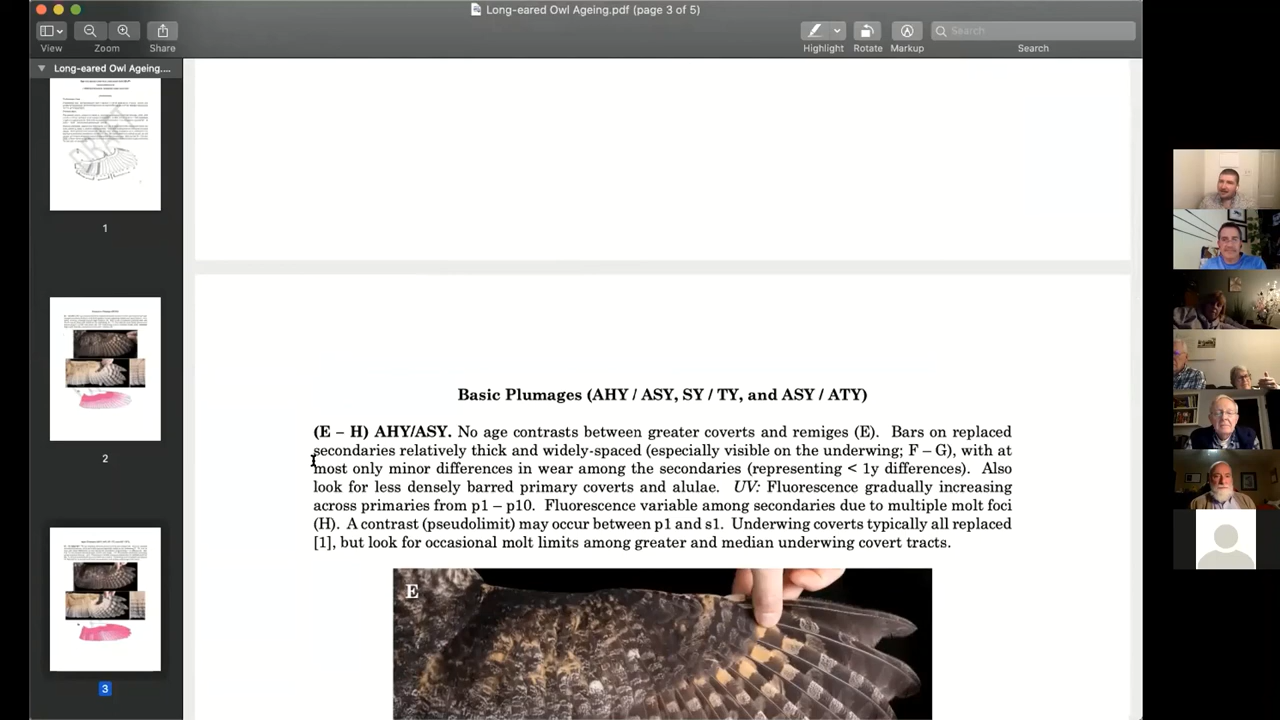 Long-eared Owl Ageing.pdf (page 3 of 5)
View
Zoom
Share
Highlight
Rotate
Markup
Search
Search
Long-eared Owl Ageing....
DRAFT
1
2
3
Basic Plumages (AHY / ASY, SY / TY, and ASY / ATY)
(E – H) AHY/ASY. No age contrasts between greater coverts and remiges (E). Bars on replaced
secondaries relatively thick and widely-spaced (especially visible on the underwing; F – G), with at
most only minor differences in wear among the secondaries (representing < 1y differences). Also
look for less densely barred primary coverts and alulae. UV: Fluorescence gradually increasing
across primaries from p1 – p10. Fluorescence variable among secondaries due to multiple molt foci
(H). A contrast (pseudolimit) may occur between p1 and s1. Underwing coverts typically all replaced
[1], but look for occasional molt limits among greater and median underwing covert tracts.
E